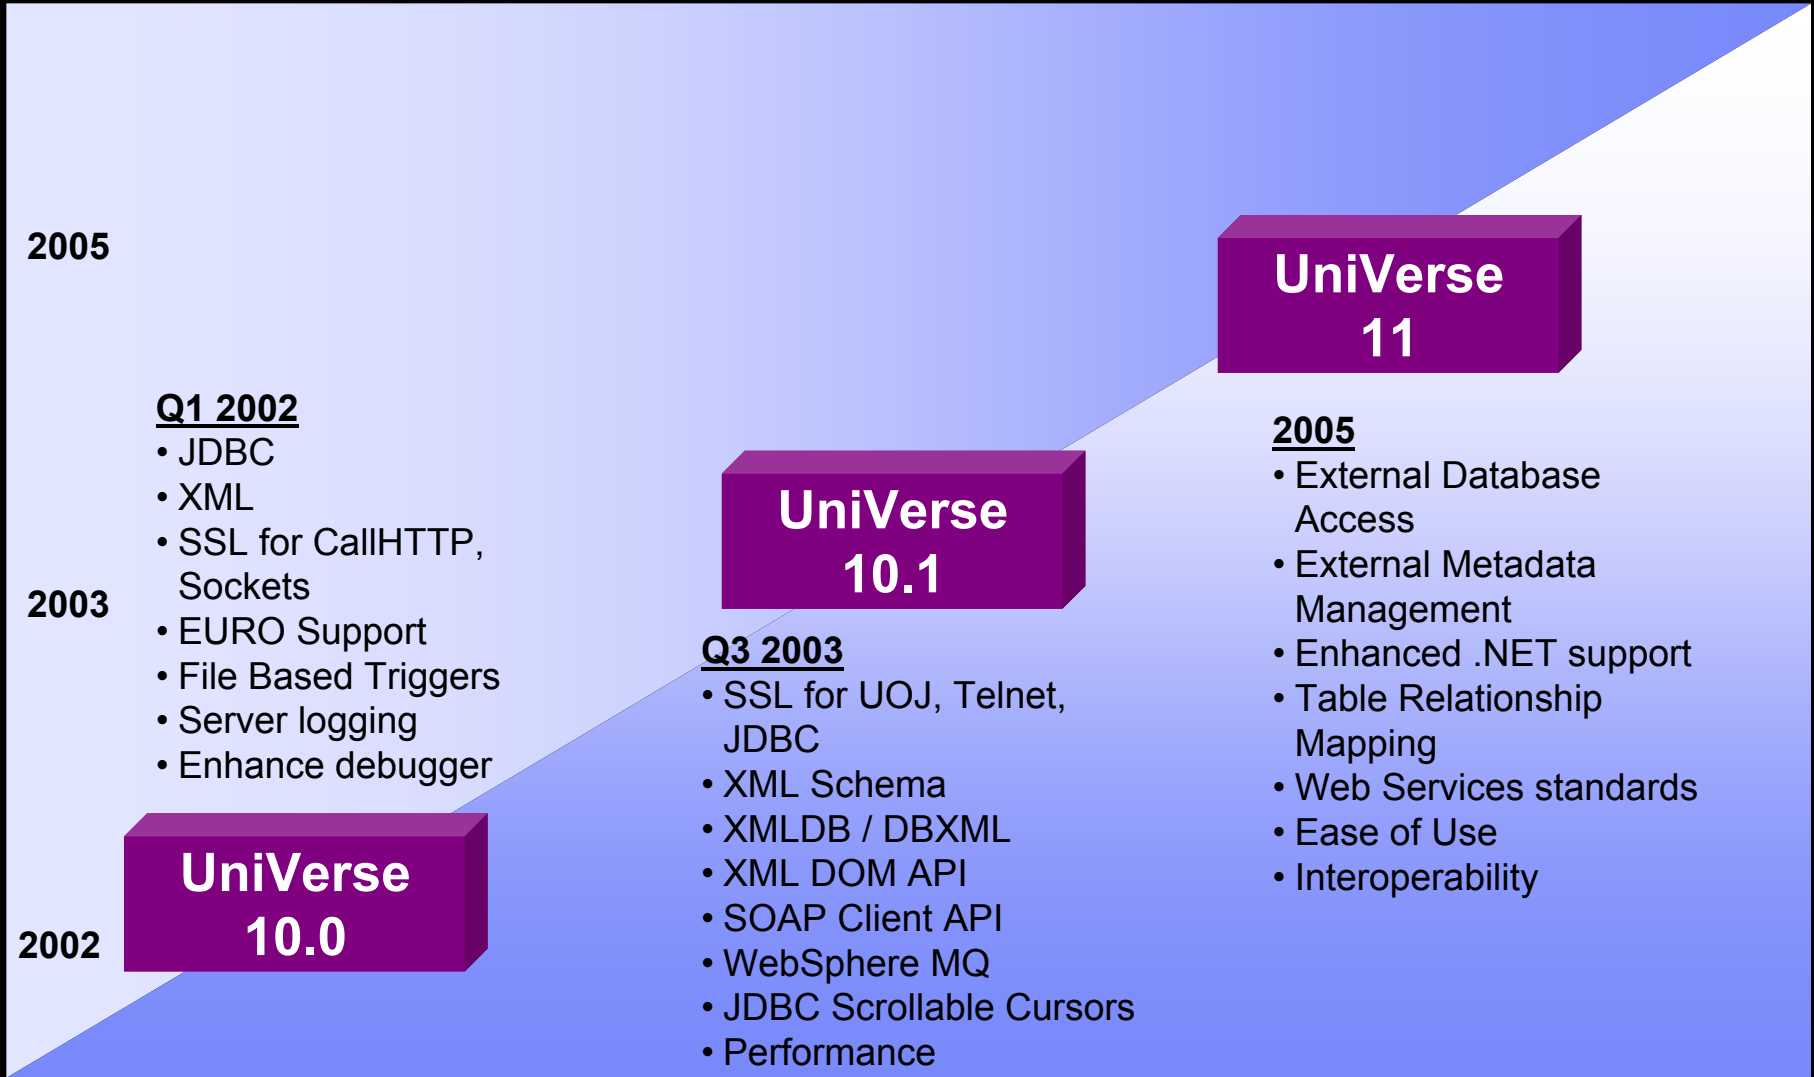 2005
2003
2002
Q1 2002
• JDBC
• XML
• SSL for CallHTTP,
Sockets
• EURO Support
• File Based Triggers
• Server logging
• Enhance debugger
UniVerse
10.0
UniVerse
10.1
Q3 2003
• SSL for UOJ, Telnet,
JDBC
• XML Schema
• XMLDB / DBXML
• XML DOM API
• SOAP Client API
• WebSphere MQ
• JDBC Scrollable Cursors
• Performance
UniVerse
11
2005
• External Database
Access
• External Metadata
Management
• Enhanced .NET support
• Table Relationship
Mapping
• Web Services standards
• Ease of Use
• Interoperability